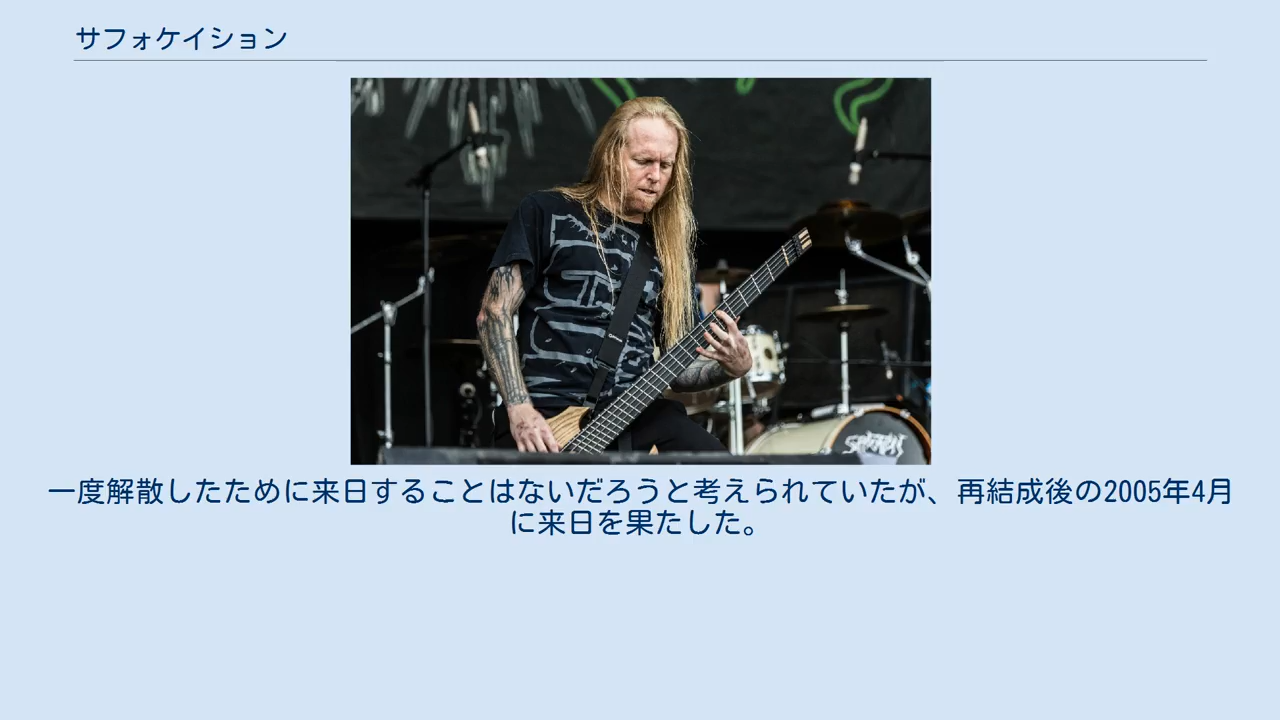 サフォケイション
一度解散したために来日することはないだろうと考えられていたが、再結成後の2005年4月
に来日を果たした。